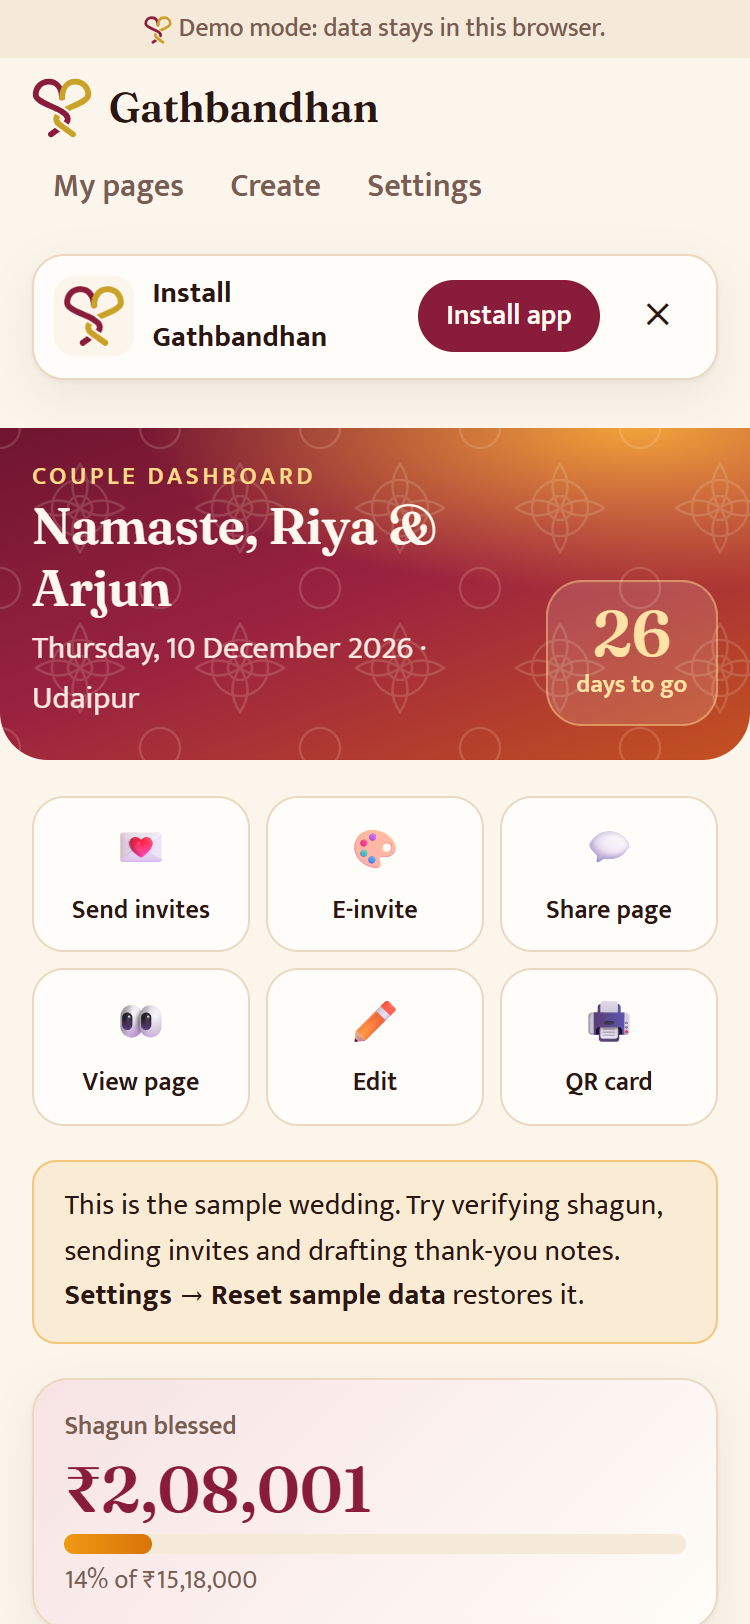 Demo mode: data stays in this browser.
Gathbandhan
My pages Create Settings
Install
Gathbandhan
Install app
COUPLE DASHBOARD
Namaste, Riya &
Arjun
Thursday, 10 December 2026 ·
Udaipur
26
days to go
Send invites
E-invite
Share page
View page
Edit
QR card
This is the sample wedding. Try verifying shagun,
sending invites and drafting thank-you notes.
Settings → Reset sample data restores it.
Shagun blessed
₹2,08,001
14% of ₹15,18,000